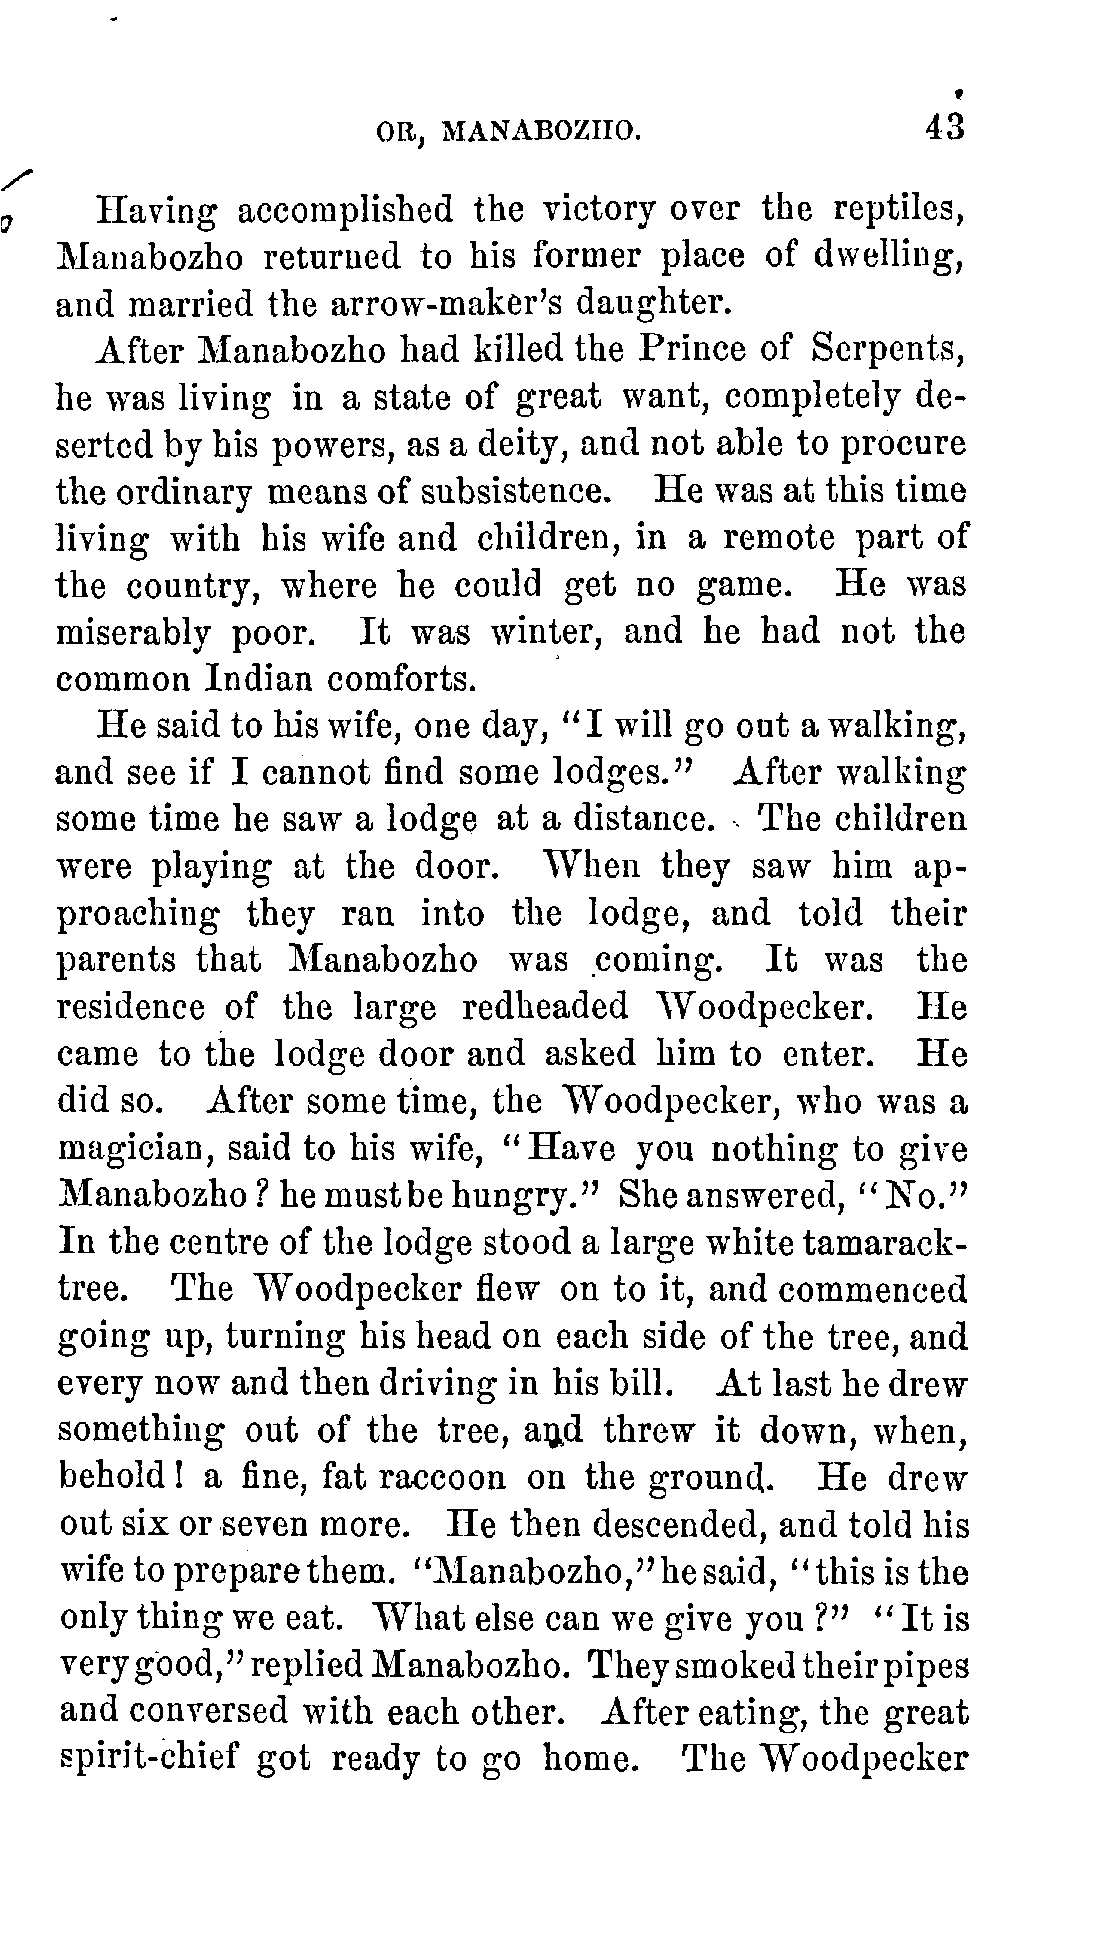 OR, MANABOZHO. 43
Having accomplished the victory over the reptiles,
Manabozho returned to his former place of dwelling,
and married the arrow-maker's daughter.
After Manabozho had killed the Prince of Serpents,
he was living in a state of great want, completely de-
serted by his powers, as a deity, and not able to procure
the ordinary means of subsistence. He was at this time
living with his wife and children, in a remote part of
the country, where he could get no game. He was
miserably poor. It was winter, and he had not the
common Indian comforts.
He said to his wife, one day, "I will go out a walking,
and see if I cannot find some lodges." After walking
some time he saw a lodge at a distance. The children
were playing at the door. When they saw him ap-
proaching they ran into the lodge, and told their
parents that Manabozho was coming. It was the
residence of the large redheaded Woodpecker. He
came to the lodge door and asked him to enter. He
did so. After some time, the Woodpecker, who was a
magician, said to his wife, "Have you nothing to give
Manabozho? he must be hungry." She answered, "No."
In the centre of the lodge stood a large white tamarack-
tree. The Woodpecker flew on to it, and commenced
going up, turning his head on each side of the tree, and
every now and then driving in his bill. At last he drew
something out of the tree, and threw it down, when,
behold! a fine, fat raccoon on the ground. He drew
out six or seven more. He then descended, and told his
wife to prepare them. "Manabozho," he said, "this is the
only thing we eat. What else can we give you?" "It is
very good," replied Manabozho. They smoked their pipes
and conversed with each other. After eating, the great
spirit-chief got ready to go home. The Woodpecker